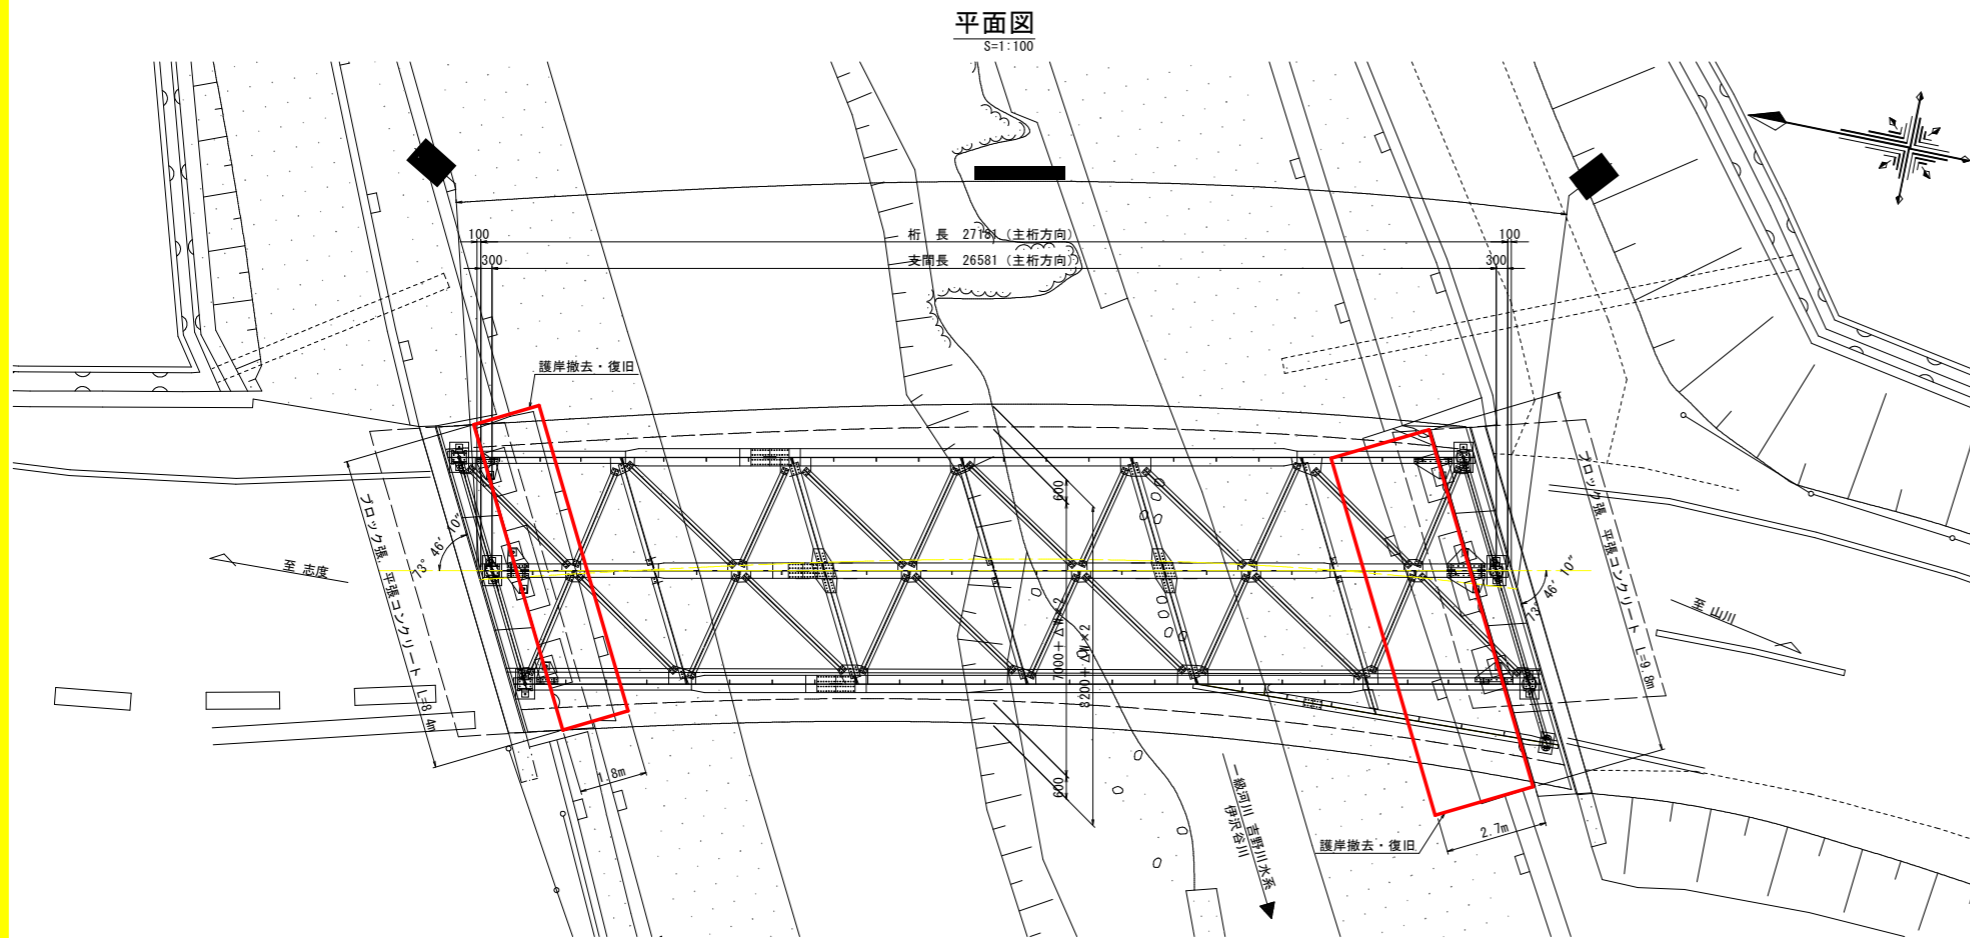 平面図
S=1:100
100
桁 長 27181 (主桁方向)
100
300
支間長 26581 (主桁方向)
300
護岸撤去・復旧
ブロック張, 平張コンクリート L=8.4m
73° 46′ 10″
至 志度
600
7000+ΔW×2
8200+ΔW×2
600
1.8m
ブロック張, 平張コンクリート L=9.8m
73° 46′ 10″
至 山川
一級河川 吉野川水系
伊沢谷川
護岸撤去・復旧
2.7m